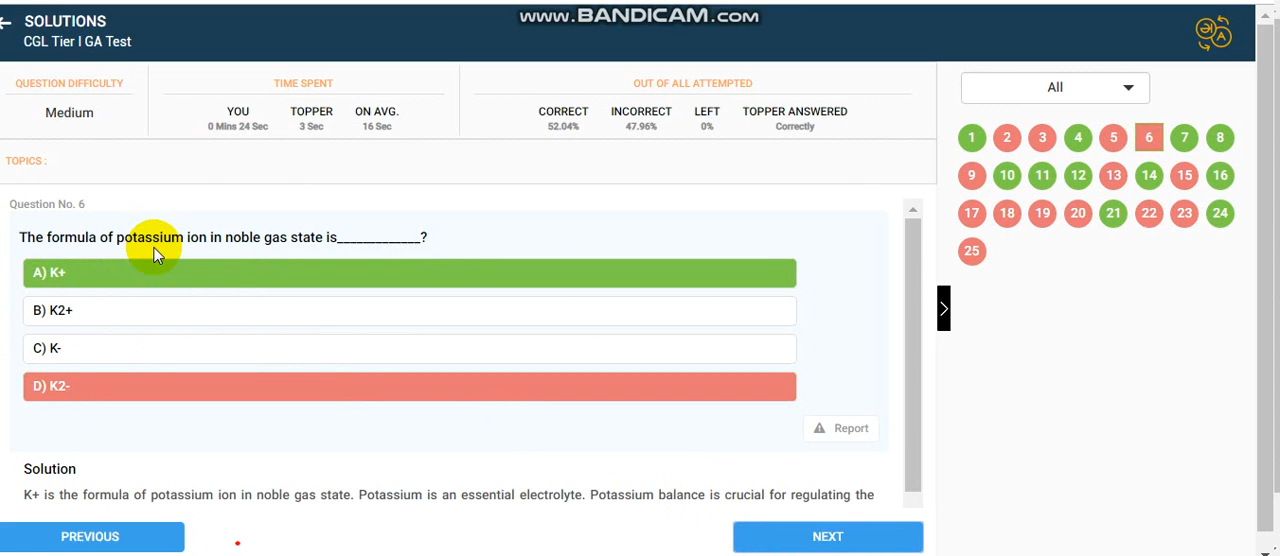 www.BANDICAM.com
SOLUTIONS
CGL Tier I GA Test
QUESTION DIFFICULTY
Medium
TIME SPENT
YOU TOPPER ON AVG.
0 Mins 24 Sec 3 Sec 16 Sec
OUT OF ALL ATTEMPTED
CORRECT INCORRECT LEFT TOPPER ANSWERED
52.04% 47.96% 0% Correctly
TOPICS :
Question No. 6
The formula of potassium ion in noble gas state is_____________?
A) K+
B) K2+
C) K-
D) K2-
Report
Solution
K+ is the formula of potassium ion in noble gas state. Potassium is an essential electrolyte. Potassium balance is crucial for regulating the
PREVIOUS
NEXT
All
1 2 3 4 5 6 7 8
9 10 11 12 13 14 15 16
17 18 19 20 21 22 23 24
25